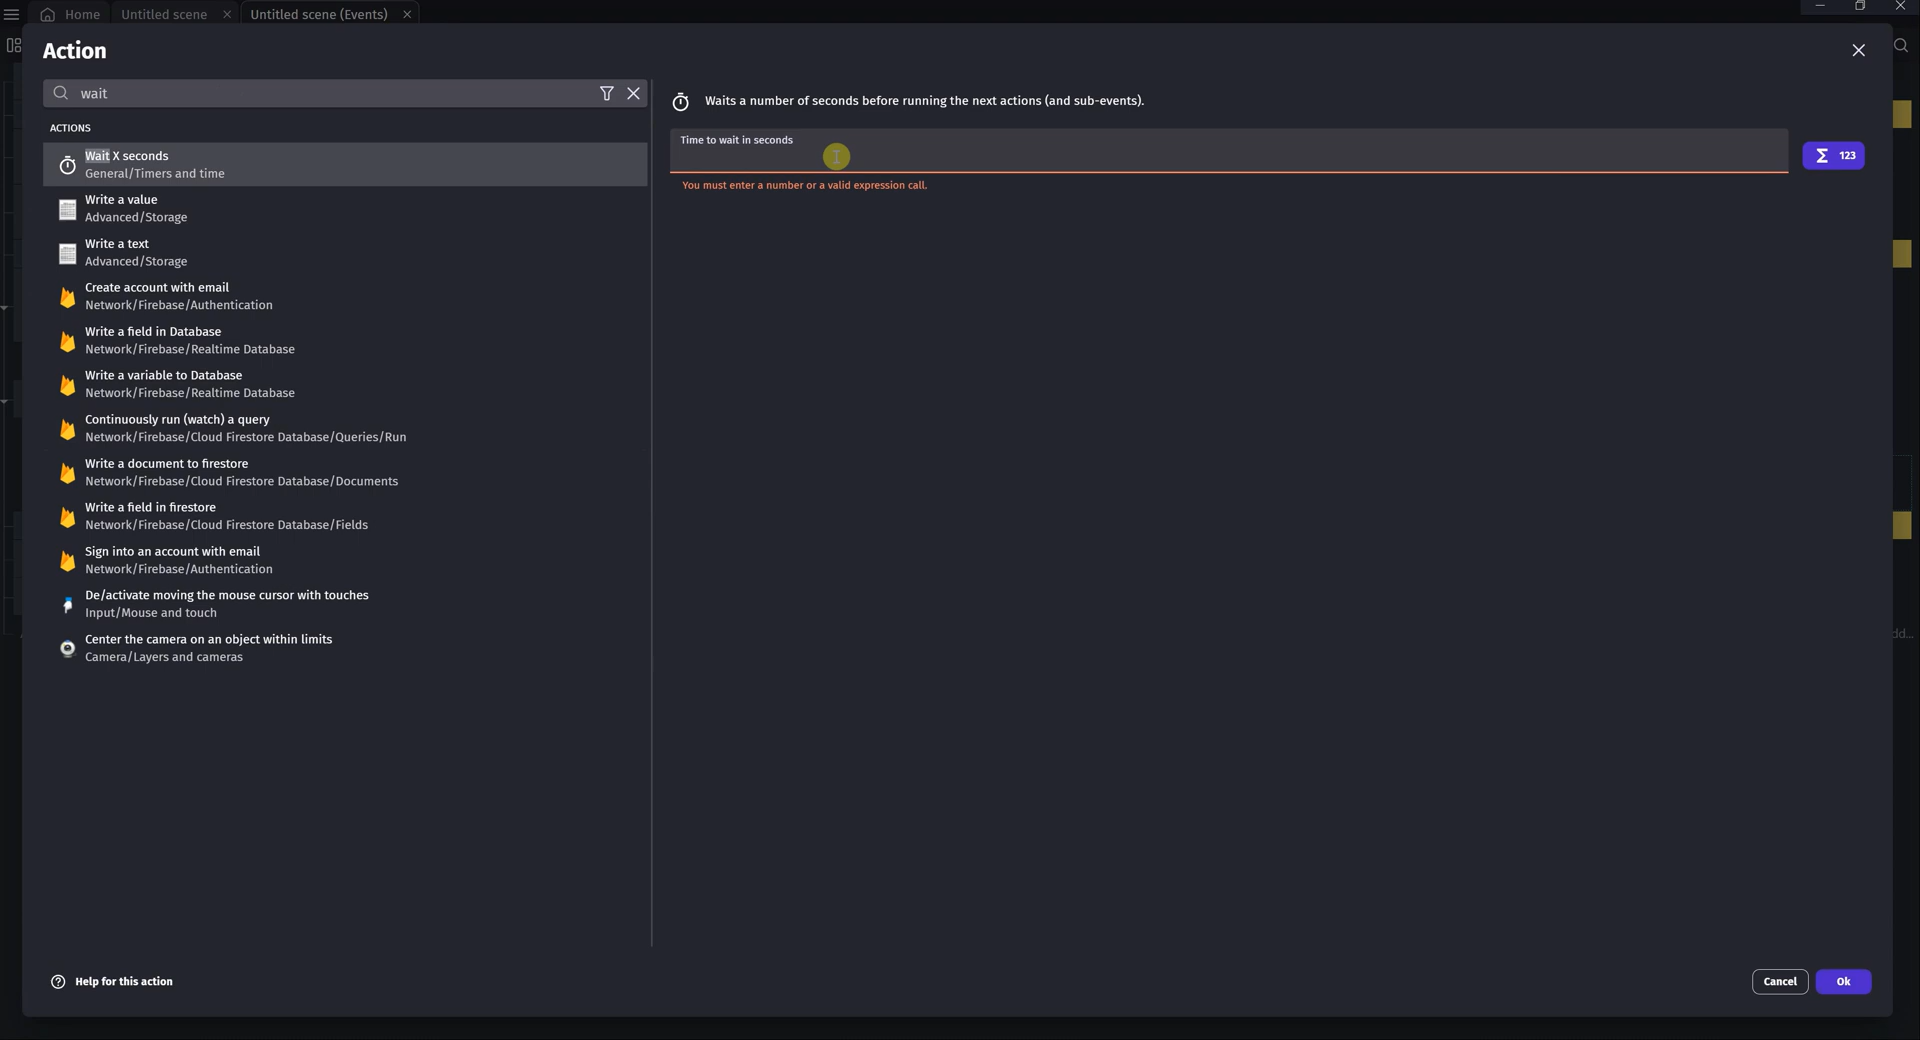 Home
Untitled scene
Untitled scene (Events)
Action
wait
Waits a number of seconds before running the next actions (and sub-events).
ACTIONS
Time to wait in seconds
Wait X seconds
General/Timers and time
123
You must enter a number or a valid expression call.
Write a value
Advanced/Storage
Write a text
Advanced/Storage
Create account with email
Network/Firebase/Authentication
Write a field in Database
Network/Firebase/Realtime Database
Write a variable to Database
Network/Firebase/Realtime Database
Continuously run (watch) a query
Network/Firebase/Cloud Firestore Database/Queries/Run
Write a document to firestore
Network/Firebase/Cloud Firestore Database/Documents
Write a field in firestore
Network/Firebase/Cloud Firestore Database/Fields
Sign into an account with email
Network/Firebase/Authentication
De/activate moving the mouse cursor with touches
Input/Mouse and touch
Center the camera on an object within limits
Camera/Layers and cameras
Help for this action
Cancel
Ok